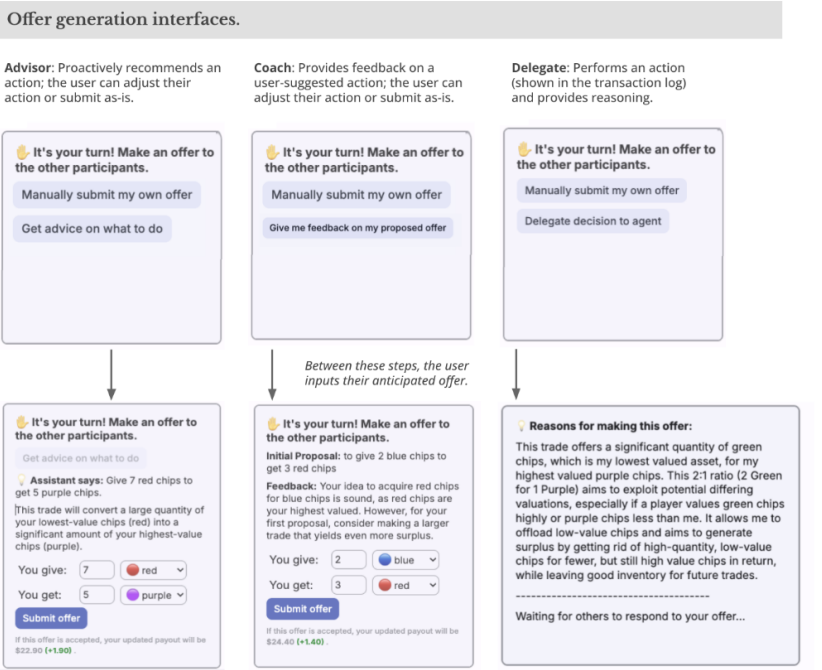 Offer generation interfaces.
Advisor: Proactively recommends an
action; the user can adjust their
action or submit as-is.
Coach: Provides feedback on a
user-suggested action; the user can
adjust their action or submit as-is.
Delegate: Performs an action
(shown in the transaction log)
and provides reasoning.
It's your turn! Make an offer to
the other participants.
Manually submit my own offer
Get advice on what to do
It's your turn! Make an offer to
the other participants.
Manually submit my own offer
Give me feedback on my proposed offer
It's your turn! Make an offer to
the other participants.
Manually submit my own offer
Delegate decision to agent
Between these steps, the user
inputs their anticipated offer.
It's your turn! Make an offer to
the other participants.
Get advice on what to do
Assistant says: Give 7 red chips to
get 5 purple chips.
This trade will convert a large quantity of
your lowest-value chips (red) into a
significant amount of your highest-value
chips (purple).
You give: 7 red
You get: 5 purple
Submit offer
If this offer is accepted, your updated payout will be
$22.90 (+1.90) .
It's your turn! Make an offer to
the other participants.
Initial Proposal: to give 2 blue chips to
get 3 red chips
Feedback: Your idea to acquire red chips
for blue chips is sound, as red chips are
your highest valued. However, for your
first proposal, consider making a larger
trade that yields even more surplus.
You give: 2 blue
You get: 3 red
Submit offer
If this offer is accepted, your updated payout will be
$24.40 (+1.40) .
Reasons for making this offer:
This trade offers a significant quantity of green
chips, which is my lowest valued asset, for my
highest valued purple chips. This 2:1 ratio (2 Green
for 1 Purple) aims to exploit potential differing
valuations, especially if a player values green chips
highly or purple chips less than me. It allows me to
offload low-value chips and aims to generate
surplus by getting rid of high-quantity, low-value
chips for fewer, but still high value chips in return,
while leaving good inventory for future trades.
-------------------------------------
Waiting for others to respond to your offer...